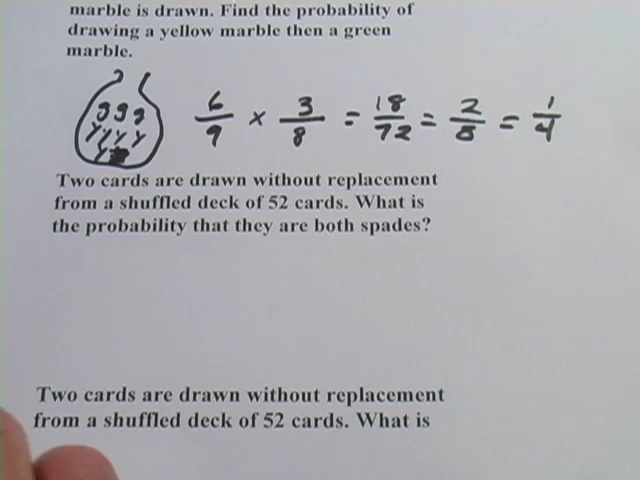 marble is drawn. Find the probability of
drawing a yellow marble then a green
marble.
g g g
y y y y
y
6/9 × 3/8 = 18/72 = 2/8 = 1/4
Two cards are drawn without replacement
from a shuffled deck of 52 cards. What is
the probability that they are both spades?
Two cards are drawn without replacement
from a shuffled deck of 52 cards. What is